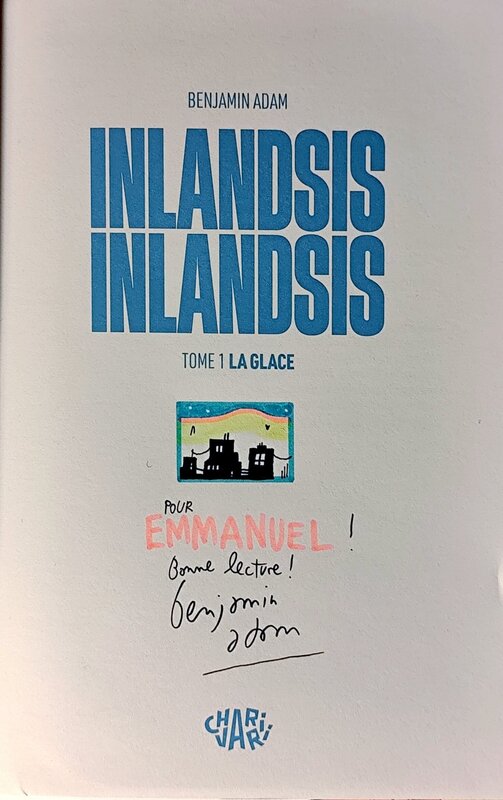 BENJAMIN ADAM
INLANDSIS
INLANDSIS
TOME 1 LA GLACE
POUR
EMMANUEL !
Bonne lecture !
benjamin
adam
CHARIVARI